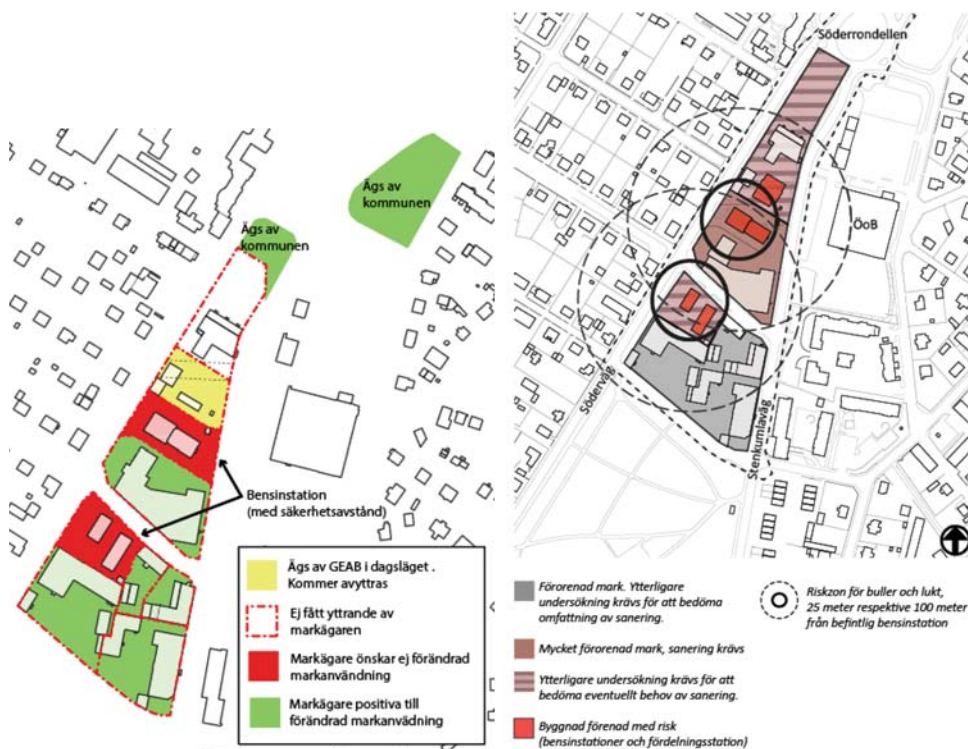 Ägs av
kommunen
Ägs av
kommunen
Bensinstation
(med säkerhetsavstånd)
Ägs av GEAB i dagsläget .
Kommer avyttras
Ej fått yttrande av
markägaren
Markägare önskar ej förändrad
markanvändning
Markägare positiva till
förändrad markanvädning
Söderrondellen
ÖoB
Söderväg
Stenkumlaväg
Förorenad mark. Ytterligare
undersökning krävs för att bedöma
omfattning av sanering.
Mycket förorenad mark, sanering krävs
Ytterligare undersökning krävs för att
bedöma eventuellt behov av sanering.
Byggnad förenad med risk
(bensinstationer och fördelningsstation)
Riskzon för buller och lukt,
25 meter respektive 100 meter
från befintlig bensinstation